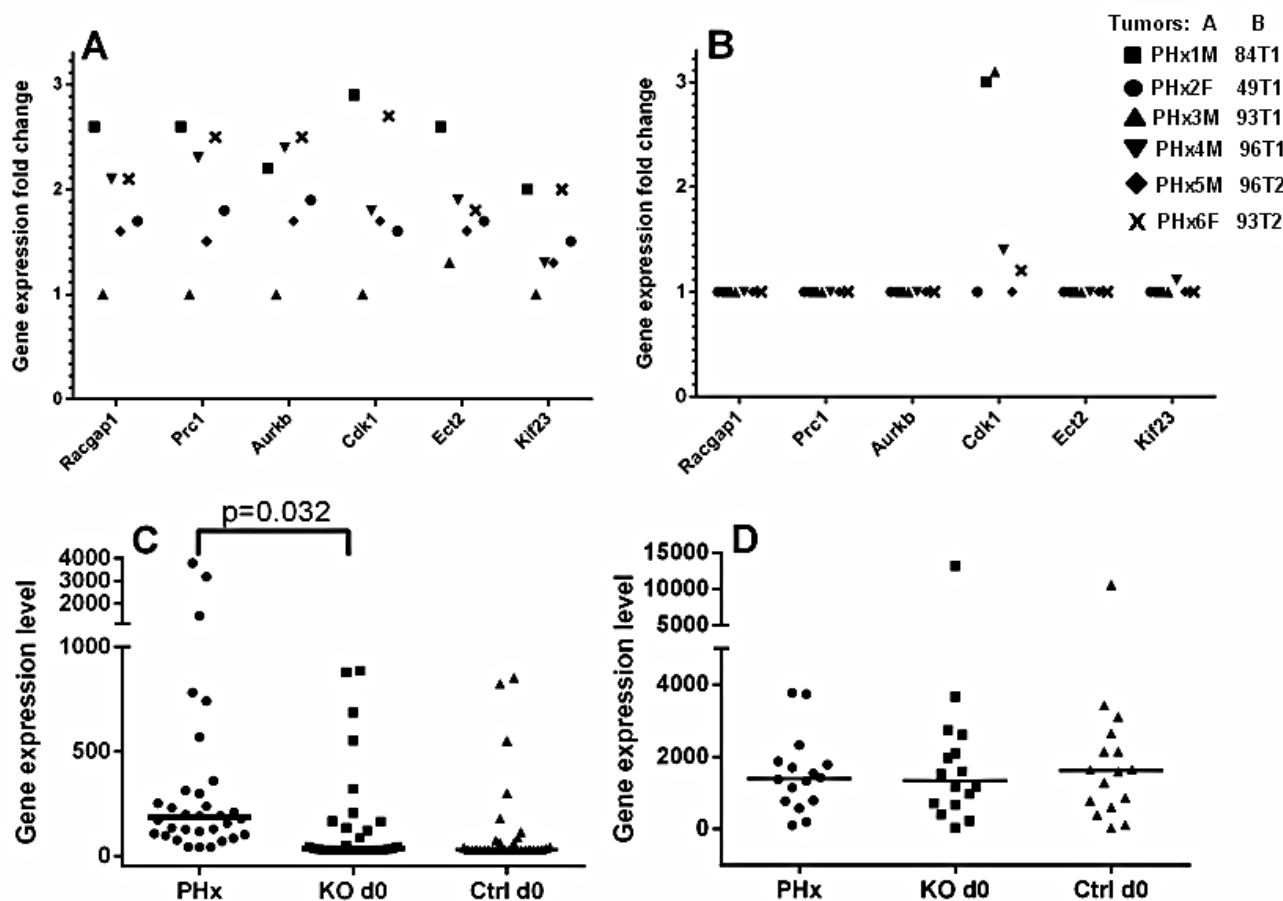 A
Gene expression fold change
3
2
1
0
Racgap1 Prc1 Aurkb Cdk1 Ect2 Kif23
B
Gene expression fold change
3
2
1
0
Racgap1 Prc1 Aurkb Cdk1 Ect2 Kif23
Tumors: A B
PHx1M 84T1
PHx2F 49T1
PHx3M 93T1
PHx4M 96T1
PHx5M 96T2
PHx6F 93T2
C
p=0.032
Gene expression level
4000
3000
2000
1000
500
0
PHx KO d0 Ctrl d0
D
Gene expression level
15000
10000
5000
4000
2000
0
PHx KO d0 Ctrl d0